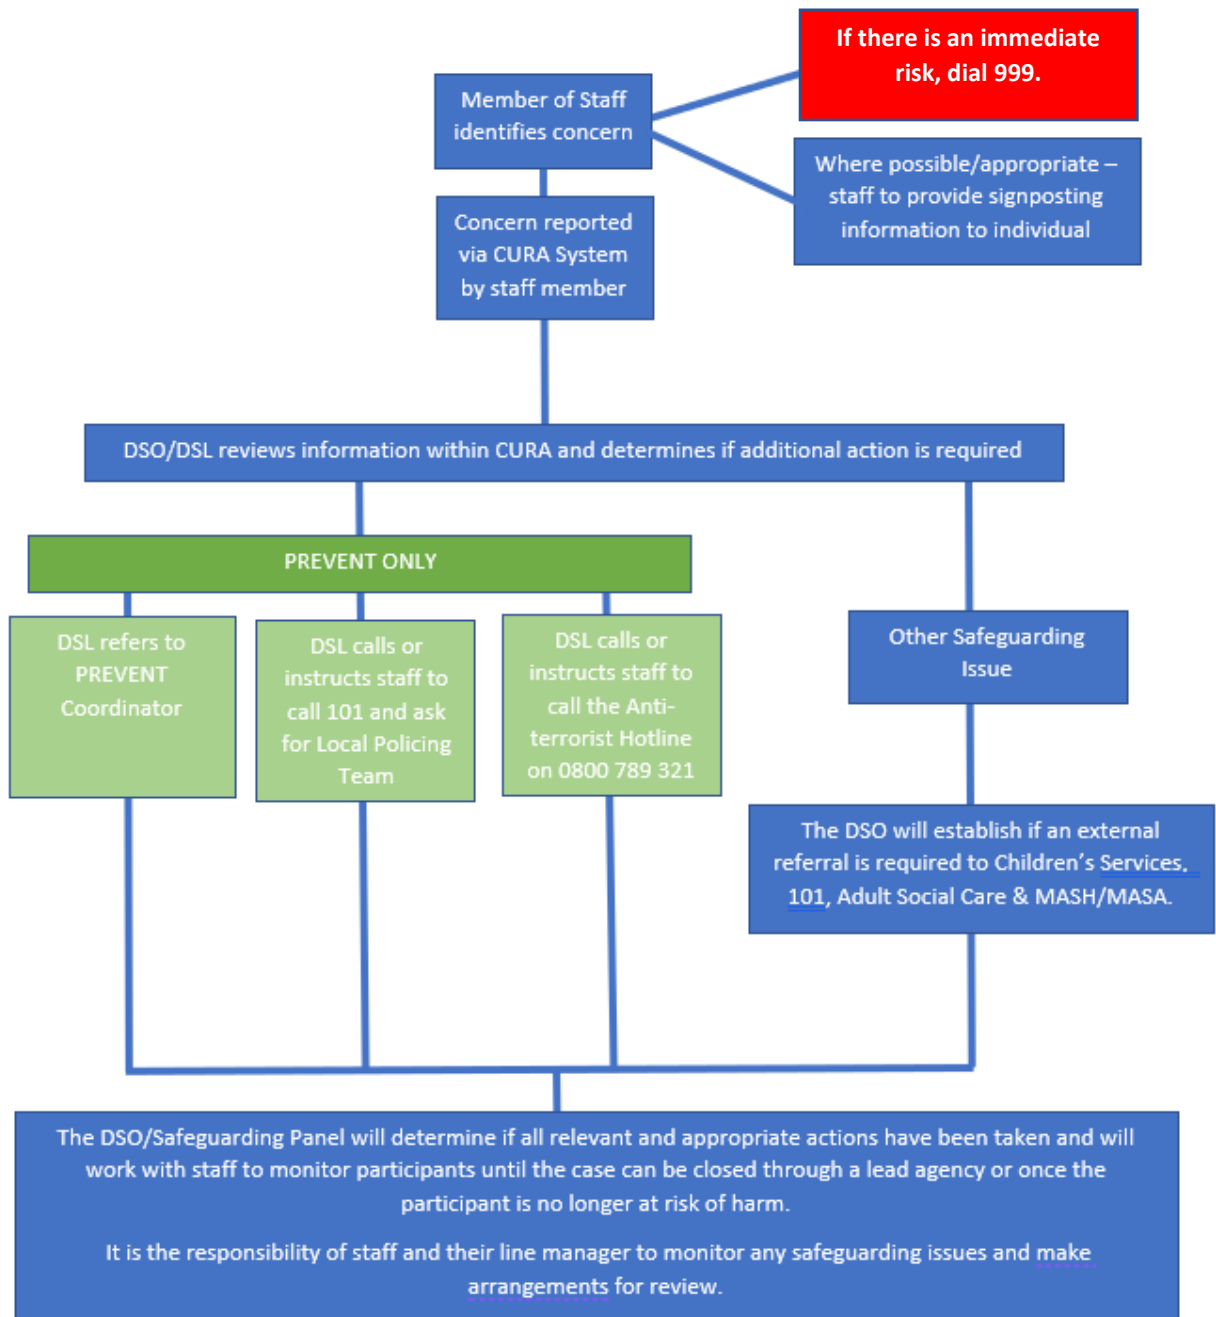 If there is an immediate
risk, dial 999.
Member of Staff
identifies concern
Where possible/appropriate –
staff to provide signposting
information to individual
Concern reported
via CURA System
by staff member
DSO/DSL reviews information within CURA and determines if additional action is required
PREVENT ONLY
DSL refers to
PREVENT
Coordinator
DSL calls or
instructs staff to
call 101 and ask
for Local Policing
Team
DSL calls or
instructs staff to
call the Anti-
terrorist Hotline
on 0800 789 321
Other Safeguarding
Issue
The DSO will establish if an external
referral is required to Children's Services,
101, Adult Social Care & MASH/MASA.
The DSO/Safeguarding Panel will determine if all relevant and appropriate actions have been taken and will
work with staff to monitor participants until the case can be closed through a lead agency or once the
participant is no longer at risk of harm.
It is the responsibility of staff and their line manager to monitor any safeguarding issues and make
arrangements for review.